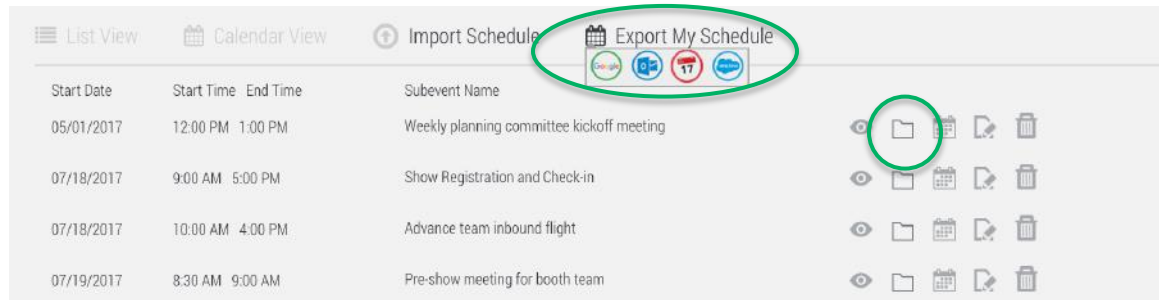 List View Calendar View Import Schedule Export My Schedule
Google 17
Start Date Start Time End Time Subevent Name
05/01/2017 12:00 PM 1:00 PM Weekly planning committee kickoff meeting
07/18/2017 9:00 AM 5:00 PM Show Registration and Check-in
07/18/2017 10:00 AM 4:00 PM Advance team inbound flight
07/19/2017 8:30 AM 9:00 AM Pre-show meeting for booth team